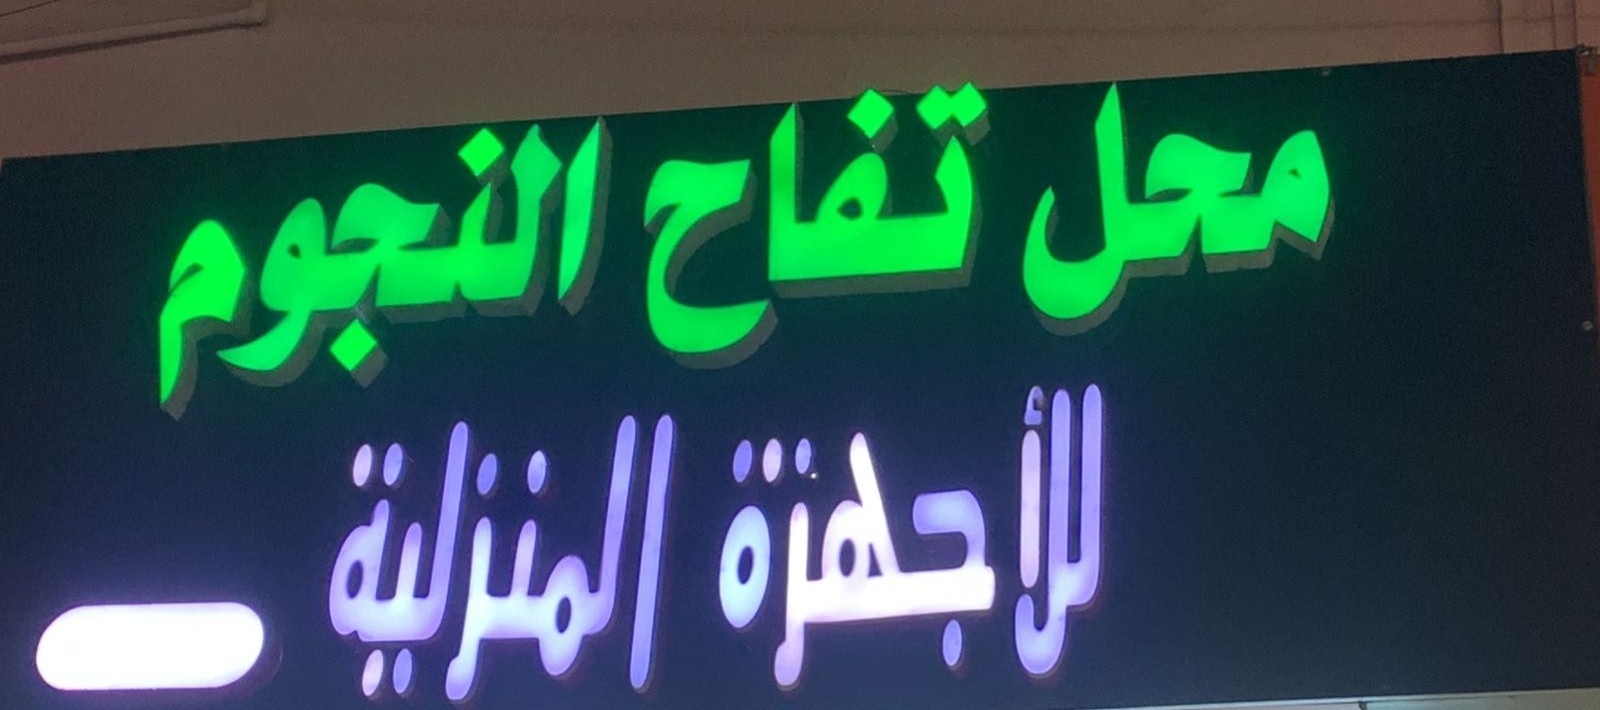 محل تفاح النجوم
للأجهزة المنزلية